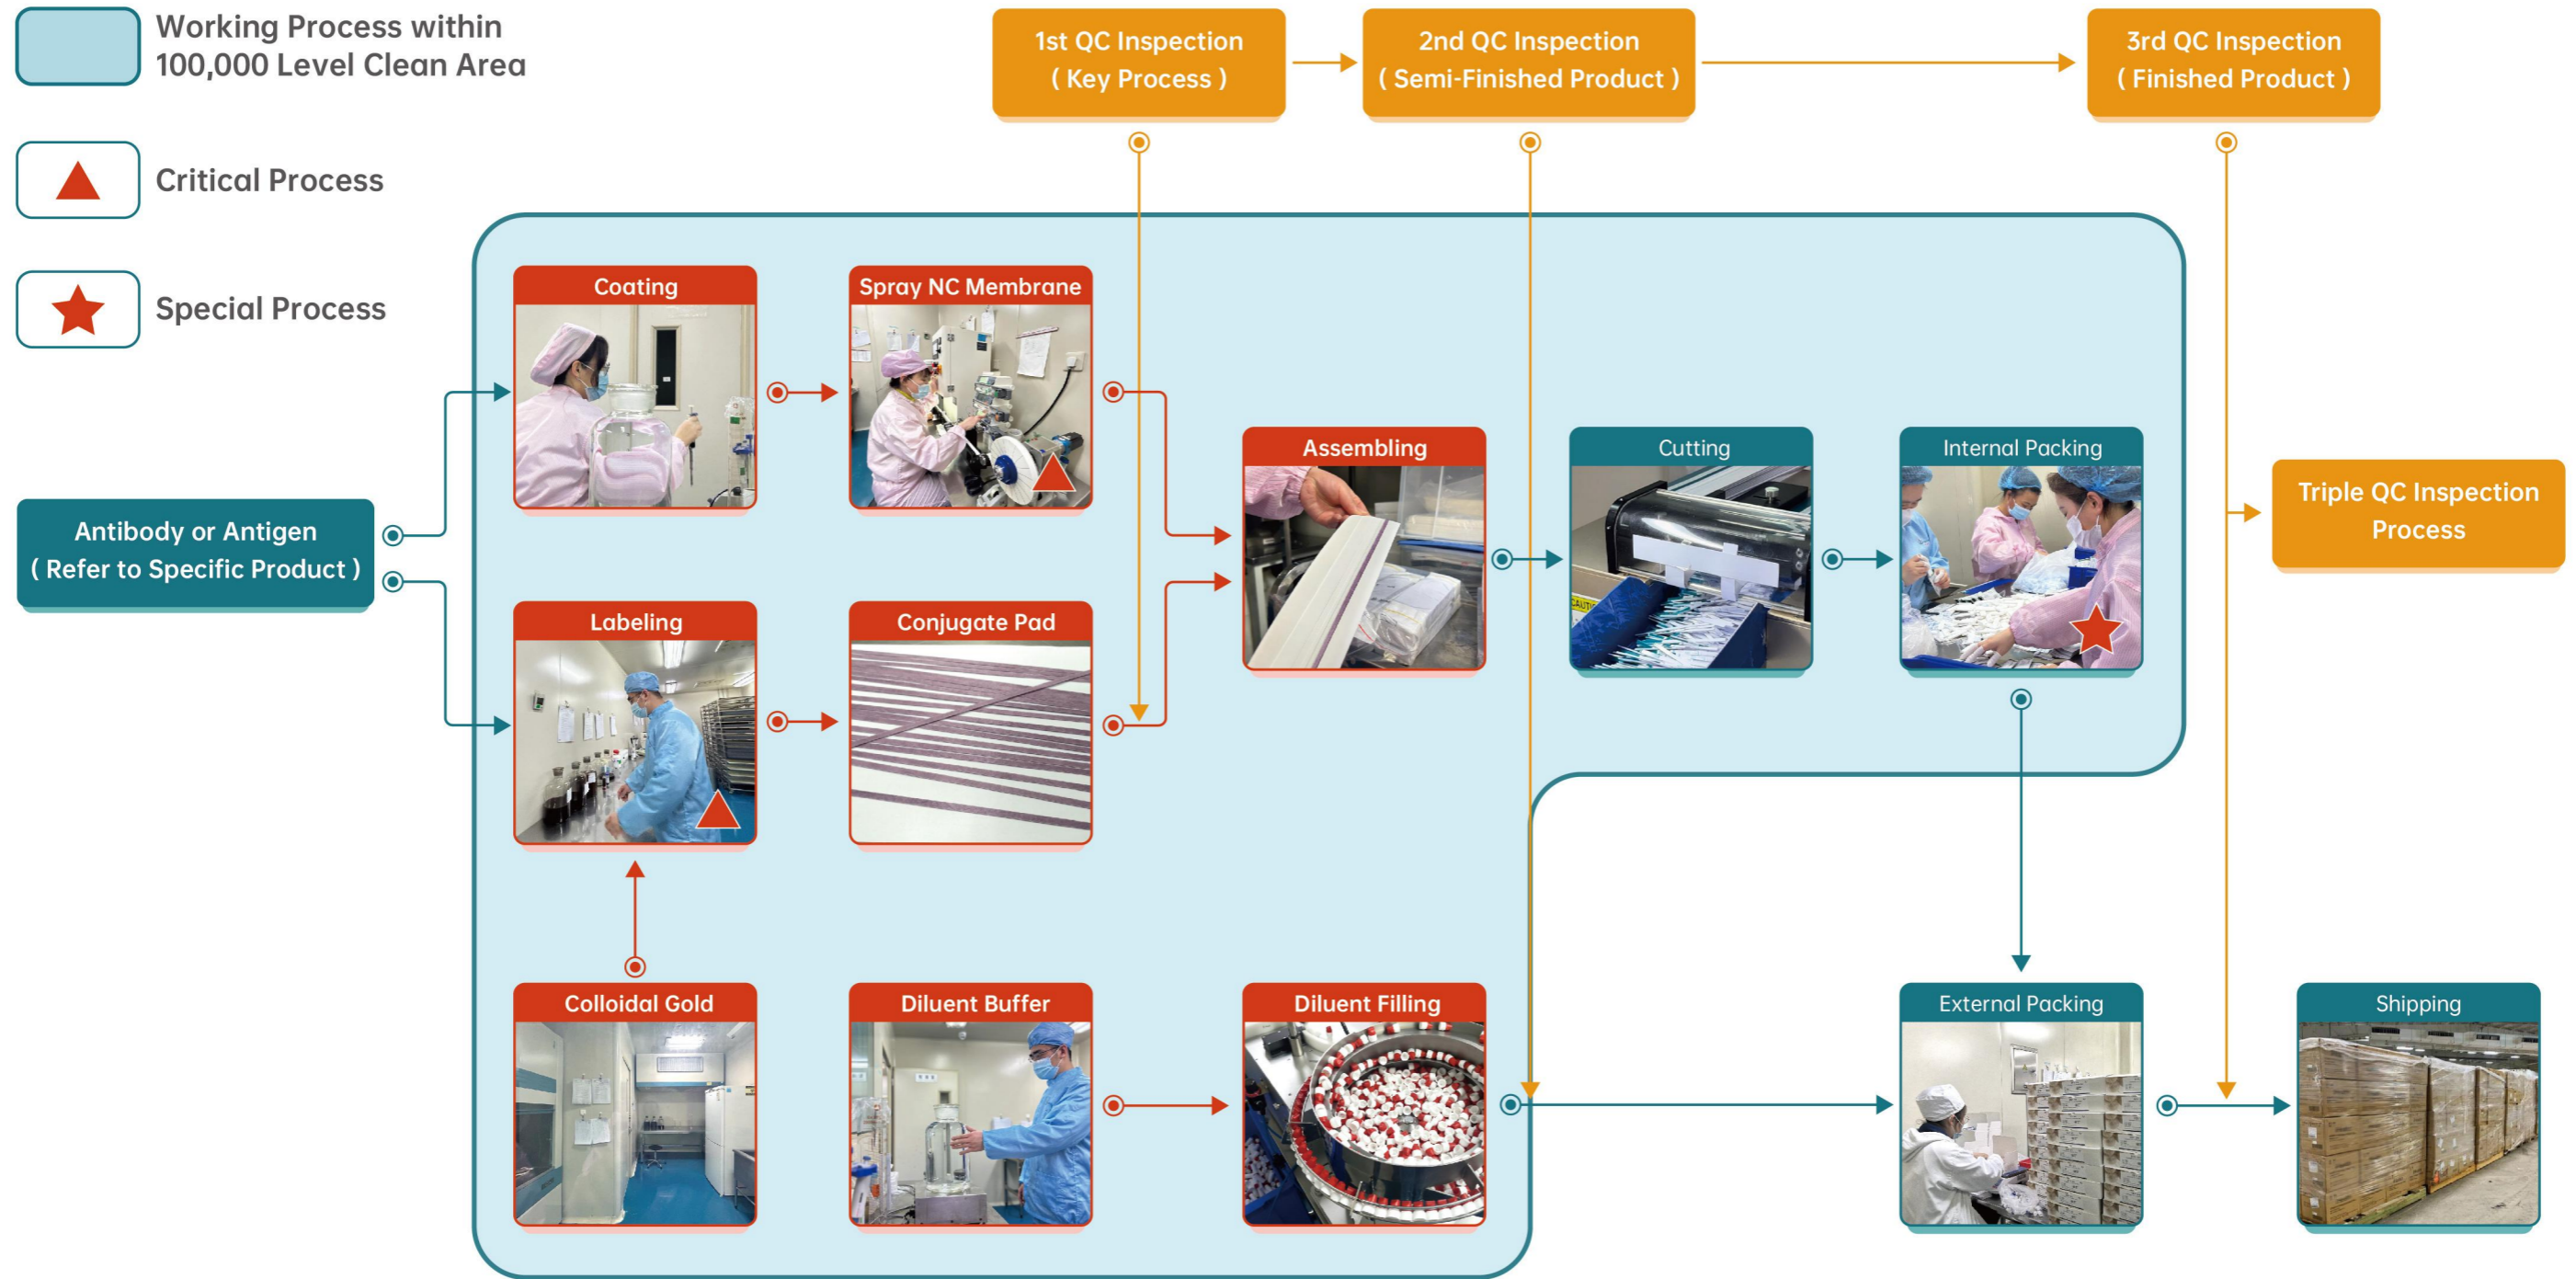 Working Process within
100,000 Level Clean Area
Critical Process
Special Process
1st QC Inspection
( Key Process )
2nd QC Inspection
( Semi-Finished Product )
3rd QC Inspection
( Finished Product )
Coating
Spray NC Membrane
Assembling
Cutting
Internal Packing
Triple QC Inspection
Process
Antibody or Antigen
( Refer to Specific Product )
Labeling
Conjugate Pad
Colloidal Gold
Diluent Buffer
Diluent Filling
External Packing
Shipping